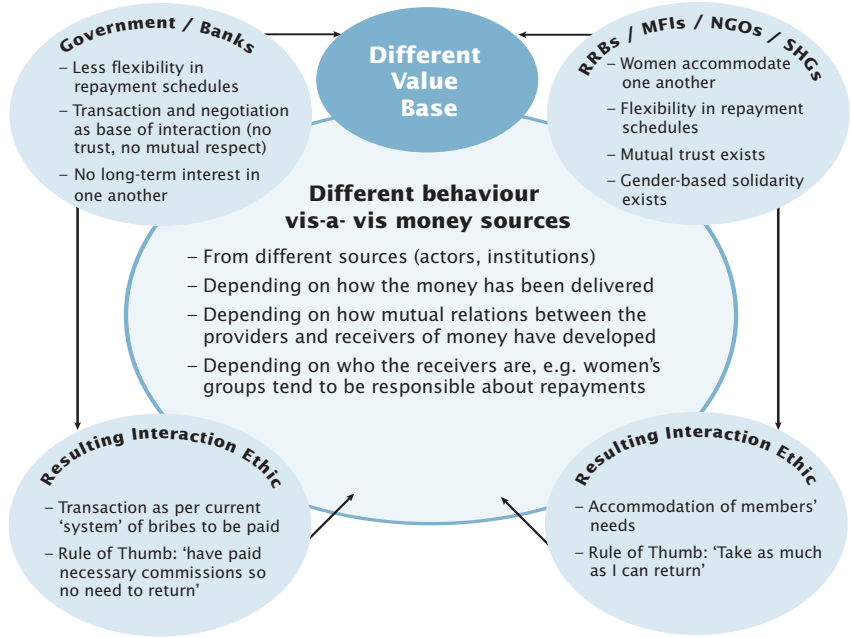 Government / Banks
– Less flexibility in
repayment schedules
– Transaction and negotiation
as base of interaction (no
trust, no mutual respect)
– No long-term interest in
one another
Different
Value
Base
RRBs / MFIs / NGOs / SHGs
– Women accommodate
one another
– Flexibility in repayment
schedules
– Mutual trust exists
– Gender-based solidarity
exists
Different behaviour
vis-a- vis money sources
– From different sources (actors, institutions)
– Depending on how the money has been delivered
– Depending on how mutual relations between the
providers and receivers of money have developed
– Depending on who the receivers are, e.g. women’s
groups tend to be responsible about repayments
Resulting Interaction Ethic
– Transaction as per current
‘system’ of bribes to be paid
– Rule of Thumb: ‘have paid
necessary commissions so
no need to return’
Resulting Interaction Ethic
– Accommodation of members’
needs
– Rule of Thumb: ‘Take as much
as I can return’